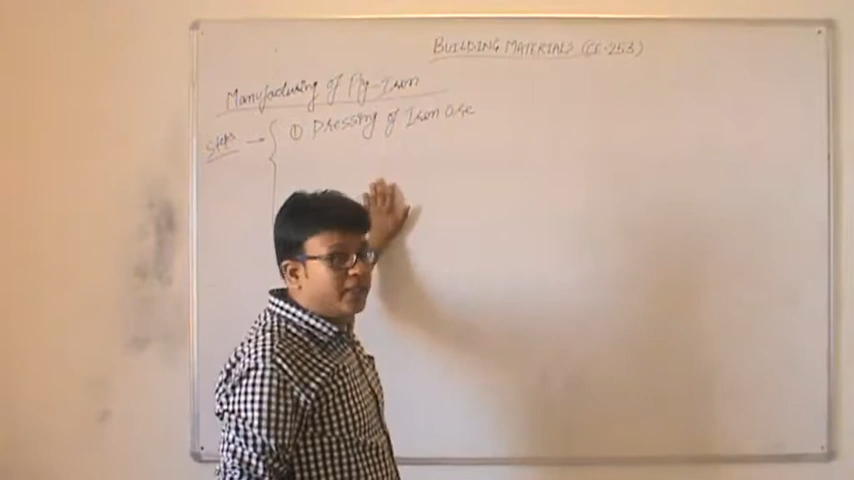 BUILDING MATERIALS (CE-253)
Manufacturing of Pig-Iron
Steps → ① Dressing of Iron Ore